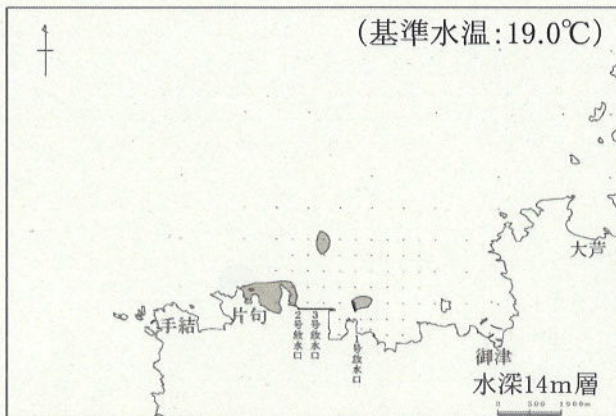 (基準水温:19.0℃)
大芦
片句
手結
2号放水口
3号放水口
1号放水口
御津
水深14m層
0 500 1000m